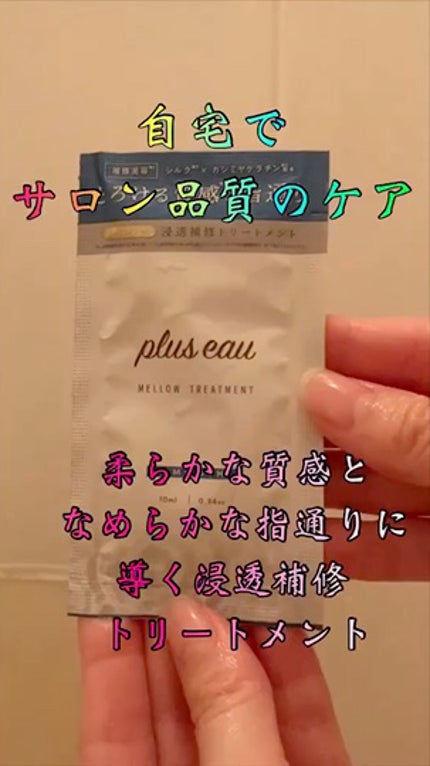 自宅で
サロン品質のケア
補修美容
シルク × カシミヤケラチン
浸透補修トリートメント
plus eau
MELLOW TREATMENT
10ml | 0.34oz
柔らかな質感と
なめらかな指通りに
導く浸透補修
トリートメント